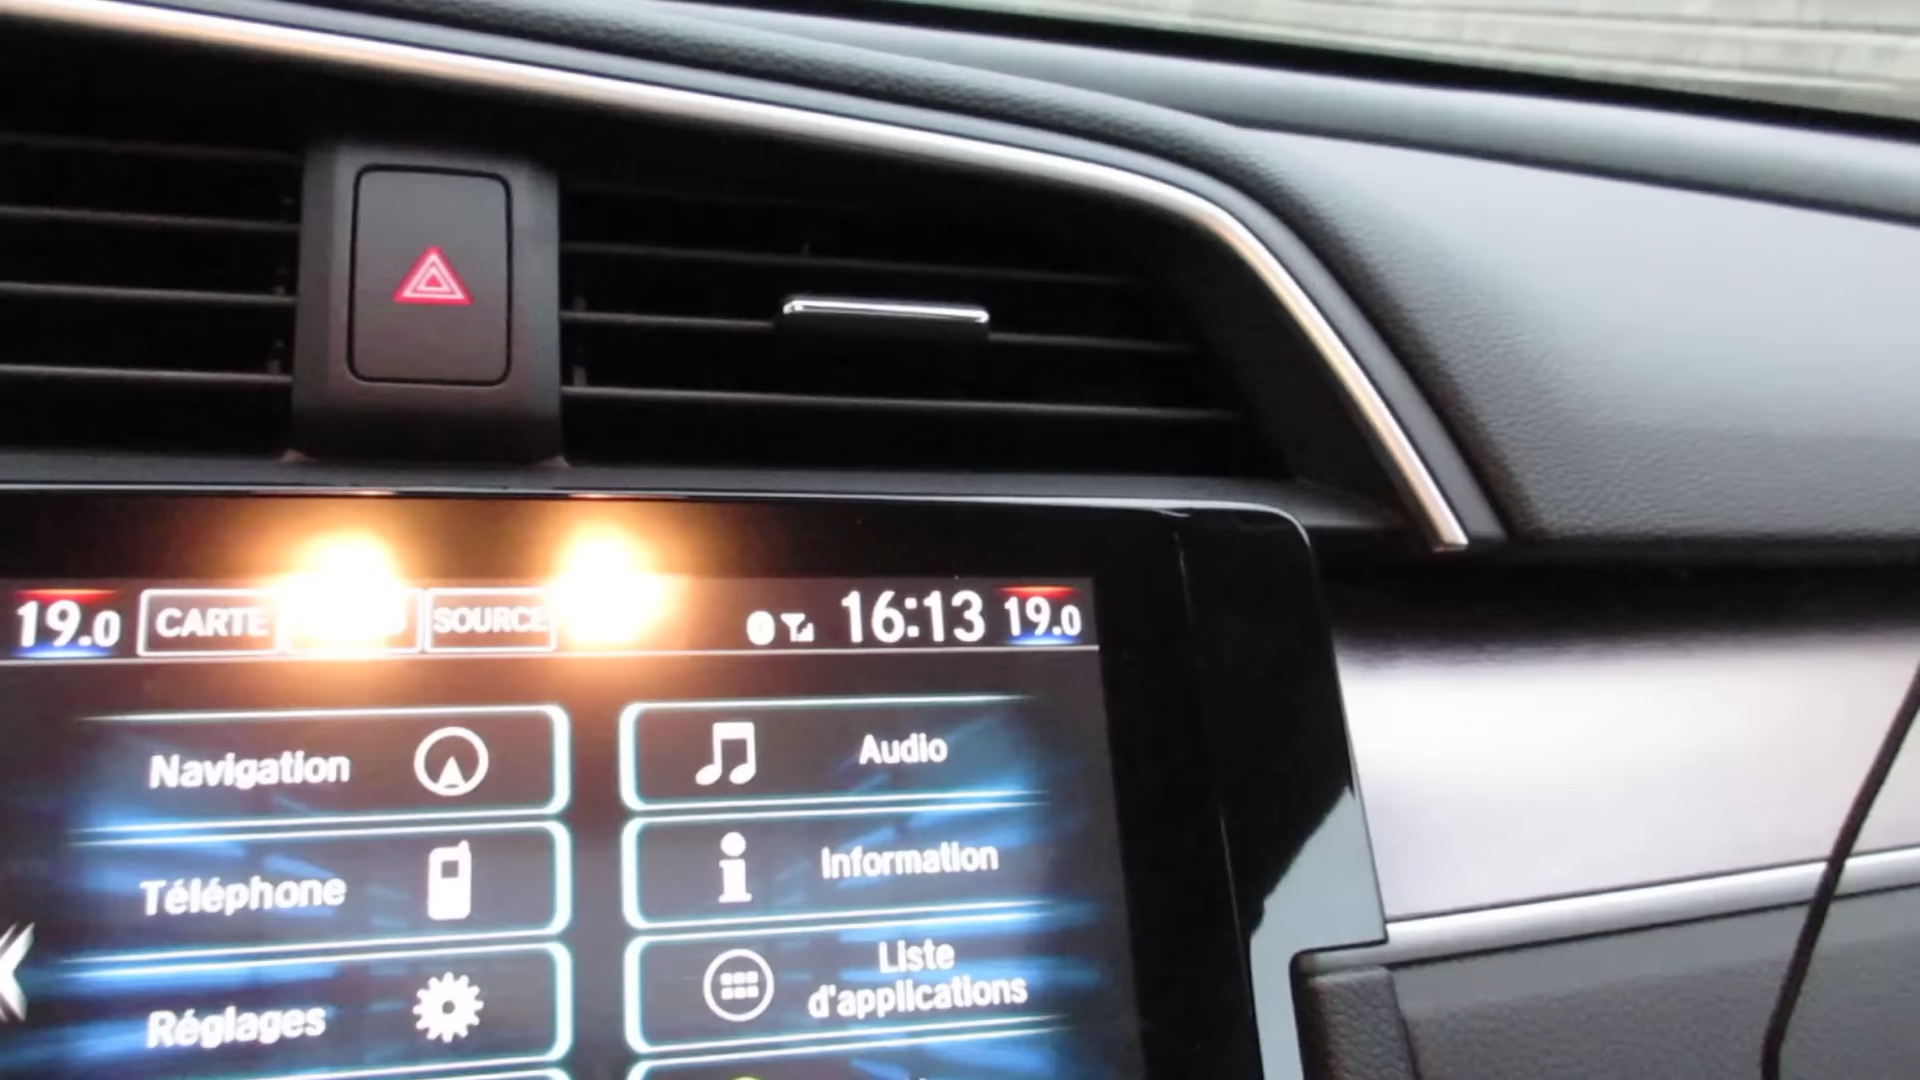 19.0 CARTE SOURCE 16:13 19.0
Navigation
Audio
Téléphone
Information
Réglages
Liste
d'applications